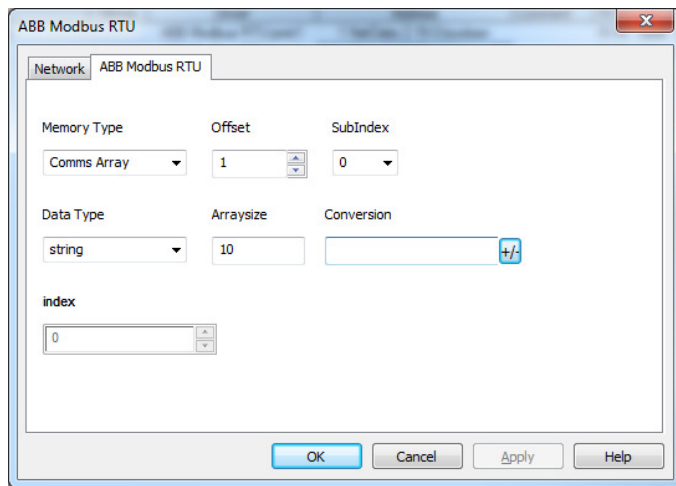 ABB Modbus RTU
Network ABB Modbus RTU
Memory Type Offset SubIndex
Comms Array 1 0
Data Type Arraysize Conversion
string 10 +/-
index
0
OK Cancel Apply Help